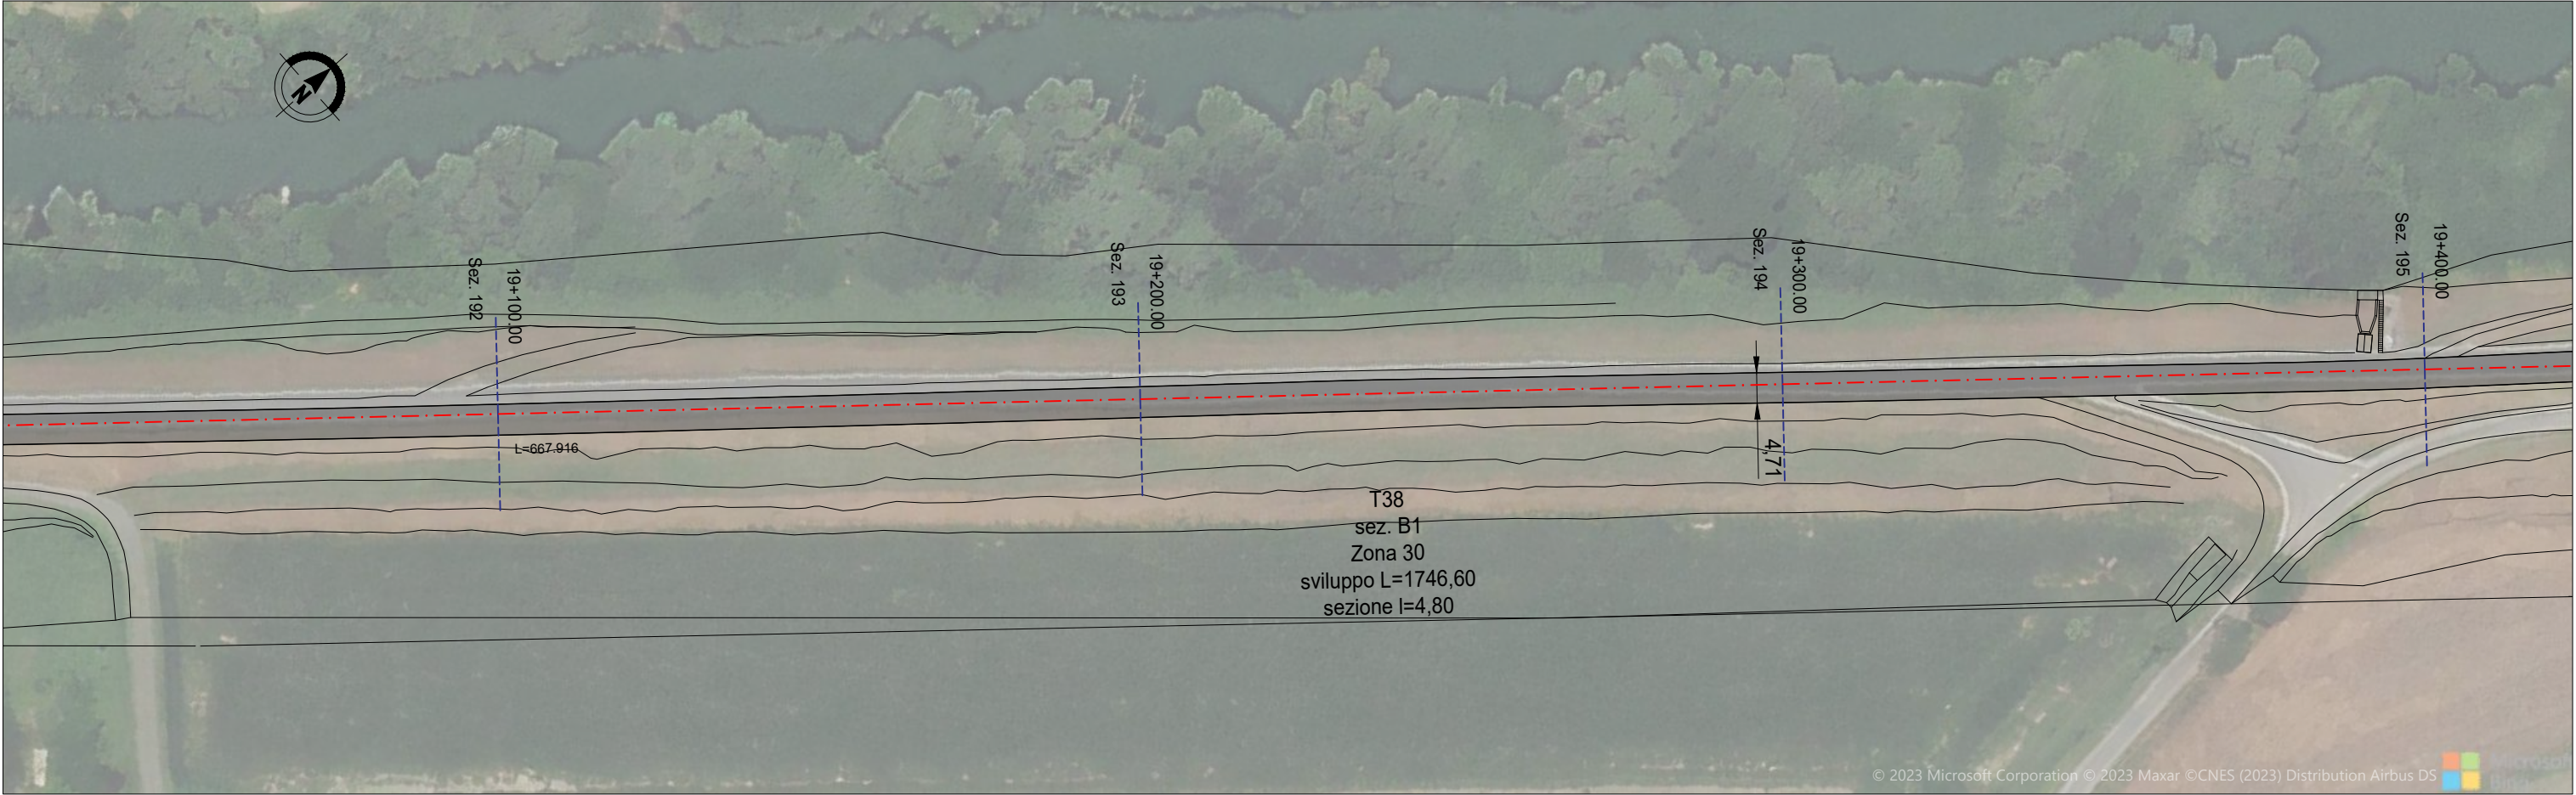 N
Sez. 192
19+100.00
Sez. 193
19+200.00
Sez. 194
19+300.00
Sez. 195
19+400.00
L=667.916
4,71
T38
sez. B1
Zona 30
sviluppo L=1746,60
sezione l=4,80
© 2023 Microsoft Corporation © 2023 Maxar ©CNES (2023) Distribution Airbus DS
Microsoft
Bing